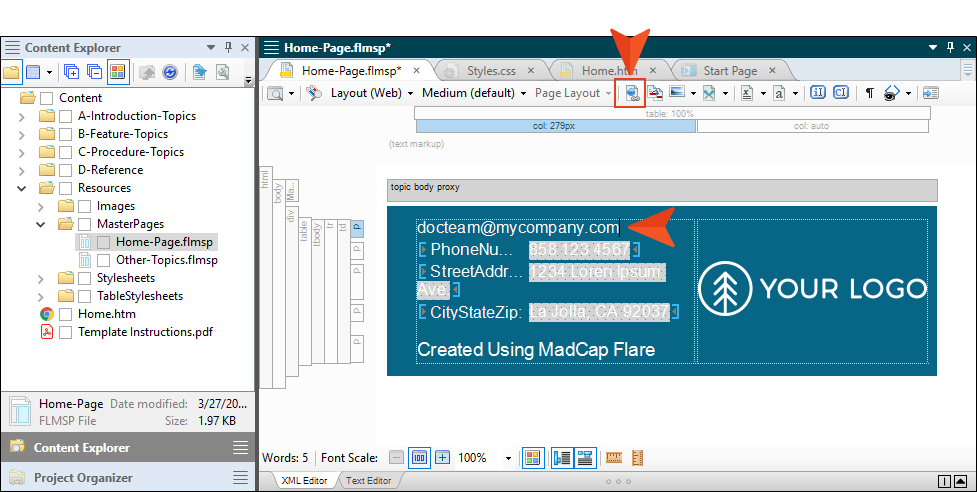 Content Explorer
Content
A-Introduction-Topics
B-Feature-Topics
C-Procedure-Topics
D-Reference
Resources
Images
MasterPages
Home-Page.flmsp
Other-Topics.flmsp
Stylesheets
TableStylesheets
Home.htm
Template Instructions.pdf
Home-Page Date modified: 3/27/20...
FLMSP File Size: 1.97 KB
Content Explorer
Project Organizer
Home-Page.flmsp*
Home-Page.flmsp* Styles.css Home.htm Start Page
Layout (Web) Medium (default) Page Layout
table: 100%
col: 279px col: auto
(text markup)
html
body
Ma...
div
table
tbody
tr
td
p
p
p
p
p
topic body proxy
docteam@mycompany.com
PhoneNu... 858 123 4567
StreetAddr... 1234 Loren Ipsum
Ave
CityStateZip: La Jolla, CA 92037
Created Using MadCap Flare
YOUR LOGO
Words: 5 Font Scale: 100%
XML Editor Text Editor